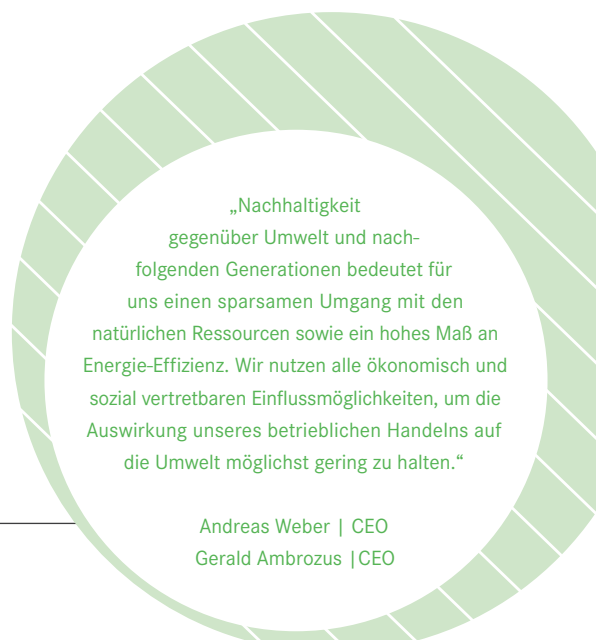 „Nachhaltigkeit
gegenüber Umwelt und nach-
folgenden Generationen bedeutet für
uns einen sparsamen Umgang mit den
natürlichen Ressourcen sowie ein hohes Maß an
Energie-Effizienz. Wir nutzen alle ökonomisch und
sozial vertretbaren Einflussmöglichkeiten, um die
Auswirkung unseres betrieblichen Handelns auf
die Umwelt möglichst gering zu halten.“
Andreas Weber | CEO
Gerald Ambrozus |CEO